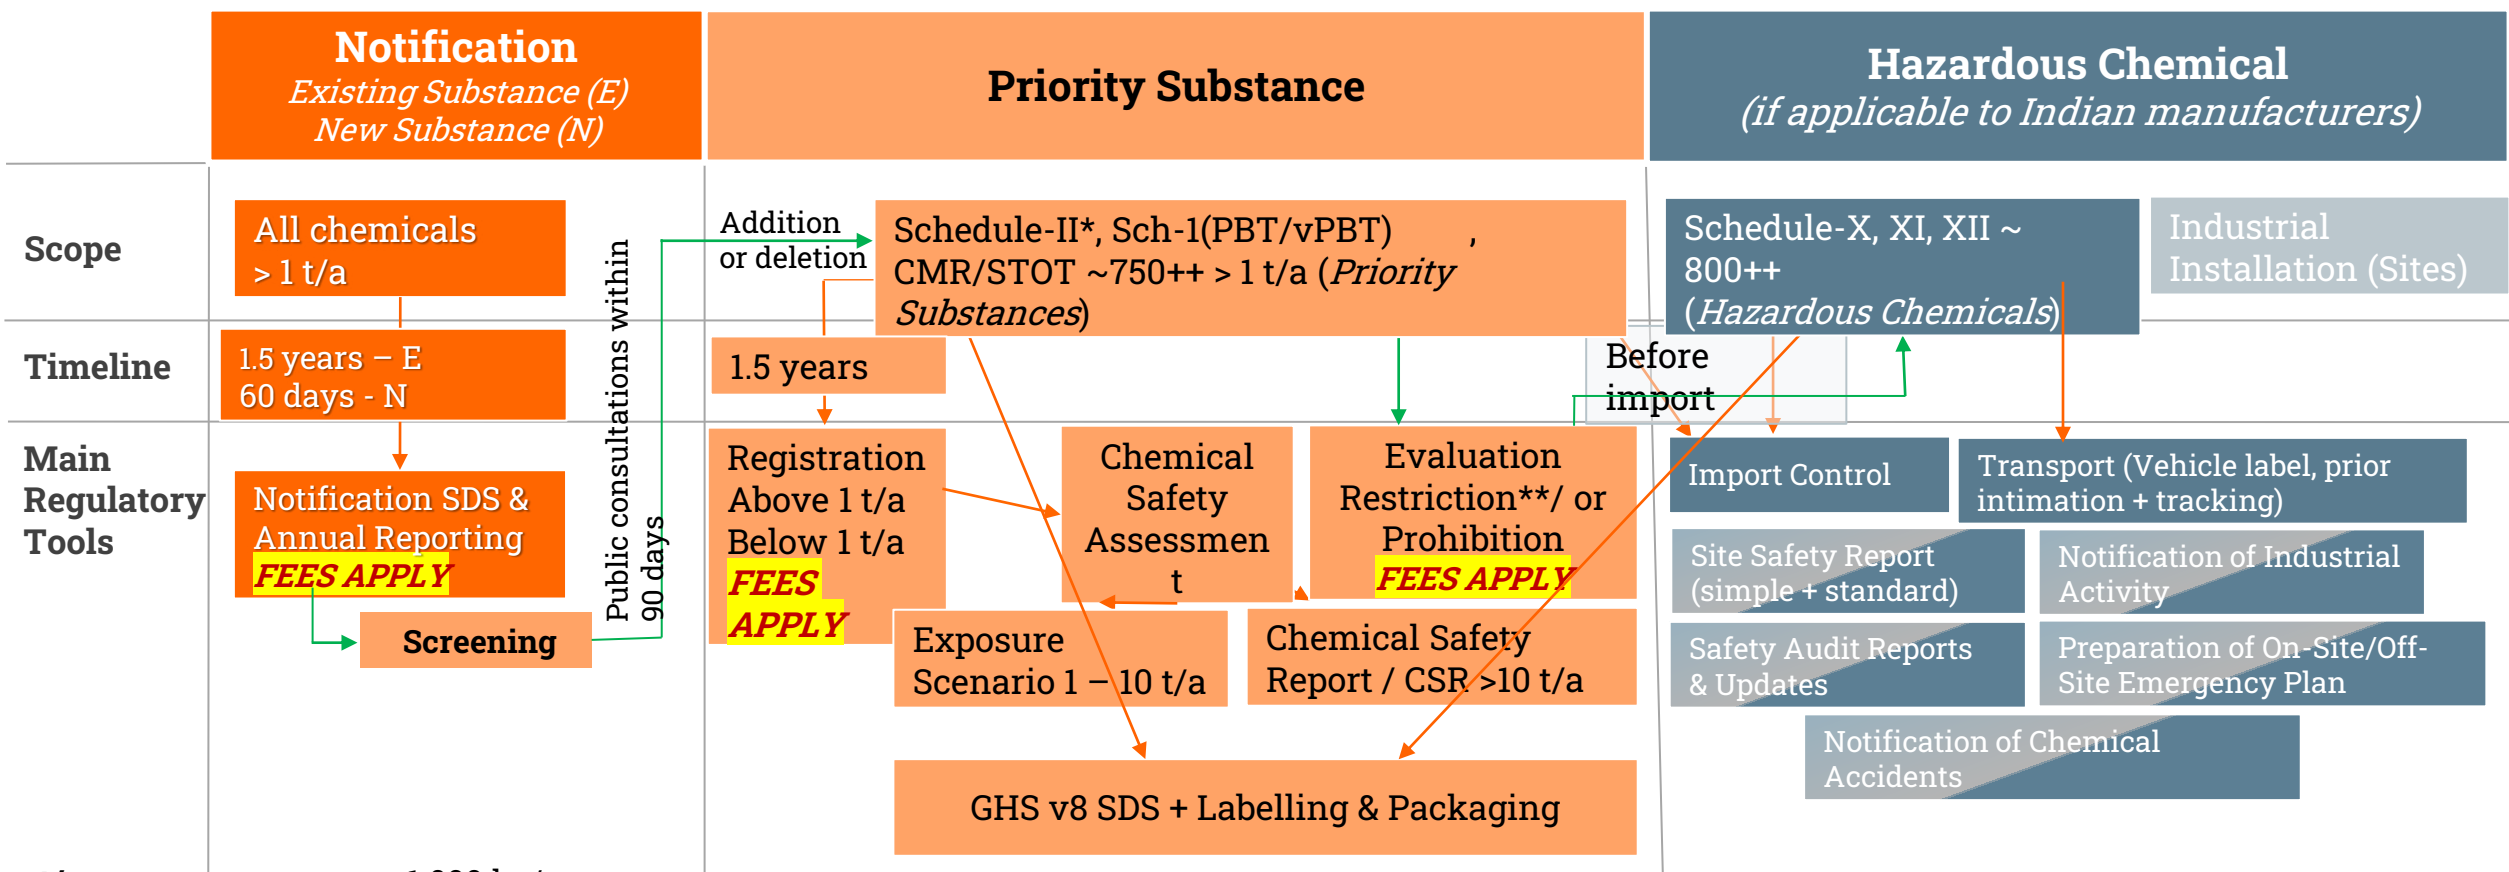 Notification
Existing Substance (E)
New Substance (N)
Priority Substance
Hazardous Chemical
(if applicable to Indian manufacturers)
Scope
All chemicals
> 1 t/a
Public consultations within
90 days
Addition
or deletion
Schedule-II*, Sch-1(PBT/vPBT) ,
CMR/STOT ~750++ > 1 t/a (Priority
Substances)
Schedule-X, XI, XII ~
800++
(Hazardous Chemicals)
Industrial
Installation (Sites)
Timeline
1.5 years – E
60 days - N
1.5 years
Before
import
Main
Regulatory
Tools
Notification SDS &
Annual Reporting
FEES APPLY
Screening
Registration
Above 1 t/a
Below 1 t/a
FEES
APPLY
Chemical
Safety
Assessmen
t
Evaluation
Restriction**/ or
Prohibition
FEES APPLY
Exposure
Scenario 1 – 10 t/a
Chemical Safety
Report / CSR >10 t/a
GHS v8 SDS + Labelling & Packaging
Import Control
Transport (Vehicle label, prior
intimation + tracking)
Site Safety Report
(simple + standard)
Notification of Industrial
Activity
Safety Audit Reports
& Updates
Preparation of On-Site/Off-
Site Emergency Plan
Notification of Chemical
Accidents